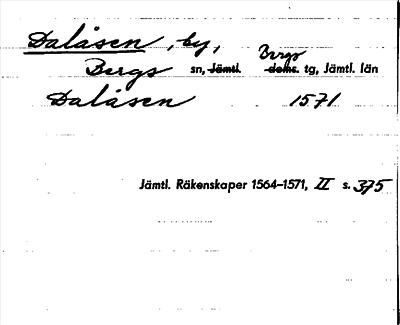 Dalåsen, by,
Bergs sn, Jämtl. Bergs doms. tg, Jämtl. län
Dalåsen 1571
Jämtl. Räkenskaper 1564–1571, II s. 375